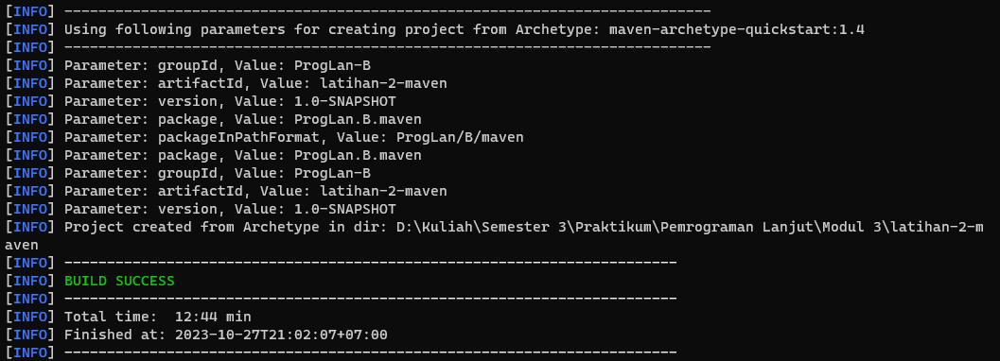 [INFO] ----------------------------------------------------------------------------
[INFO] Using following parameters for creating project from Archetype: maven-archetype-quickstart:1.4
[INFO] ----------------------------------------------------------------------------
[INFO] Parameter: groupId, Value: ProgLan-B
[INFO] Parameter: artifactId, Value: latihan-2-maven
[INFO] Parameter: version, Value: 1.0-SNAPSHOT
[INFO] Parameter: package, Value: ProgLan.B.maven
[INFO] Parameter: packageInPathFormat, Value: ProgLan/B/maven
[INFO] Parameter: package, Value: ProgLan.B.maven
[INFO] Parameter: groupId, Value: ProgLan-B
[INFO] Parameter: artifactId, Value: latihan-2-maven
[INFO] Parameter: version, Value: 1.0-SNAPSHOT
[INFO] Project created from Archetype in dir: D:\Kuliah\Semester 3\Praktikum\Pemrograman Lanjut\Modul 3\latihan-2-m
aven
[INFO] ------------------------------------------------------------------------
[INFO] BUILD SUCCESS
[INFO] ------------------------------------------------------------------------
[INFO] Total time:  12:44 min
[INFO] Finished at: 2023-10-27T21:02:07+07:00
[INFO] ------------------------------------------------------------------------